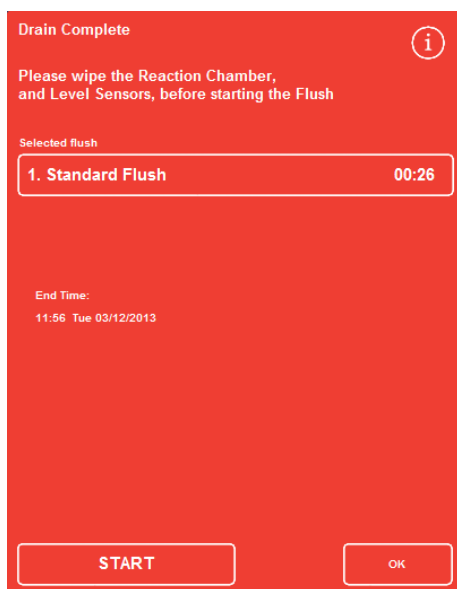 Drain Complete
i
Please wipe the Reaction Chamber,
and Level Sensors, before starting the Flush
Selected flush
1. Standard Flush 00:26
End Time:
11:56 Tue 03/12/2013
START OK